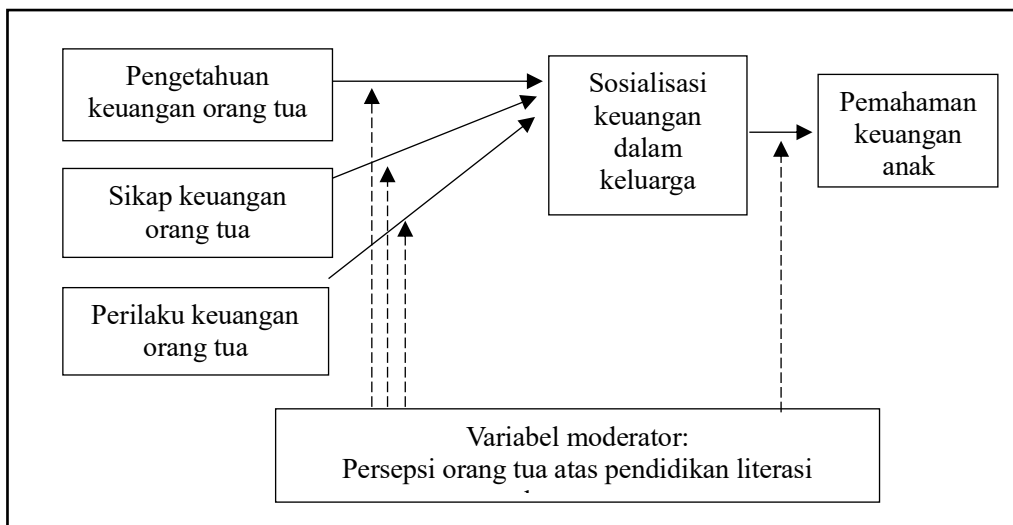 Pengetahuan
keuangan orang tua
Sikap keuangan
orang tua
Perilaku keuangan
orang tua
Sosialisasi
keuangan
dalam
keluarga
Pemahaman
keuangan
anak
Variabel moderator:
Persepsi orang tua atas pendidikan literasi